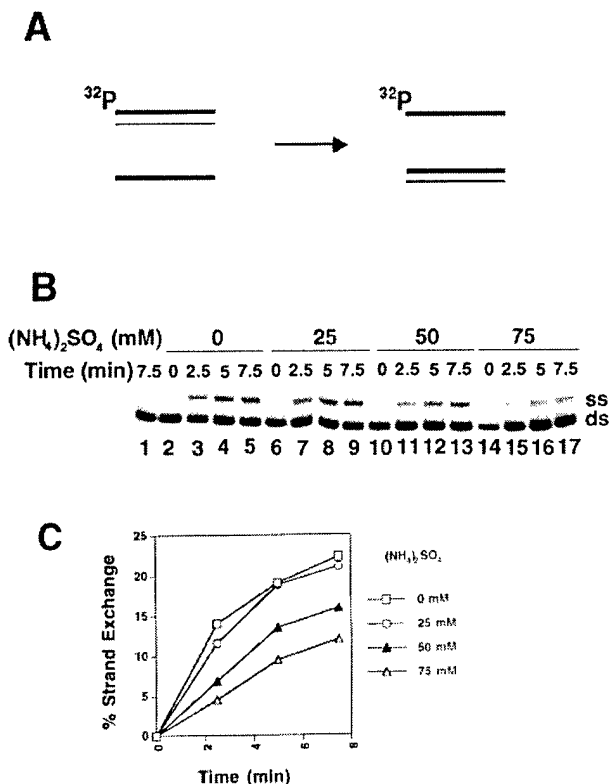 A
32P 32P
B
(NH4)2SO4 (mM) 0 25 50 75
Time (min) 7.5 0 2.5 5 7.5 0 2.5 5 7.5 0 2.5 5 7.5 0 2.5 5 7.5
ss
ds
1 2 3 4 5 6 7 8 9 10 11 12 13 14 15 16 17
C
% Strand Exchange
25
20
15
10
5
0
0 2 4 6 8
Time (min)
(NH4)2SO4
0 mM
25 mM
50 mM
75 mM